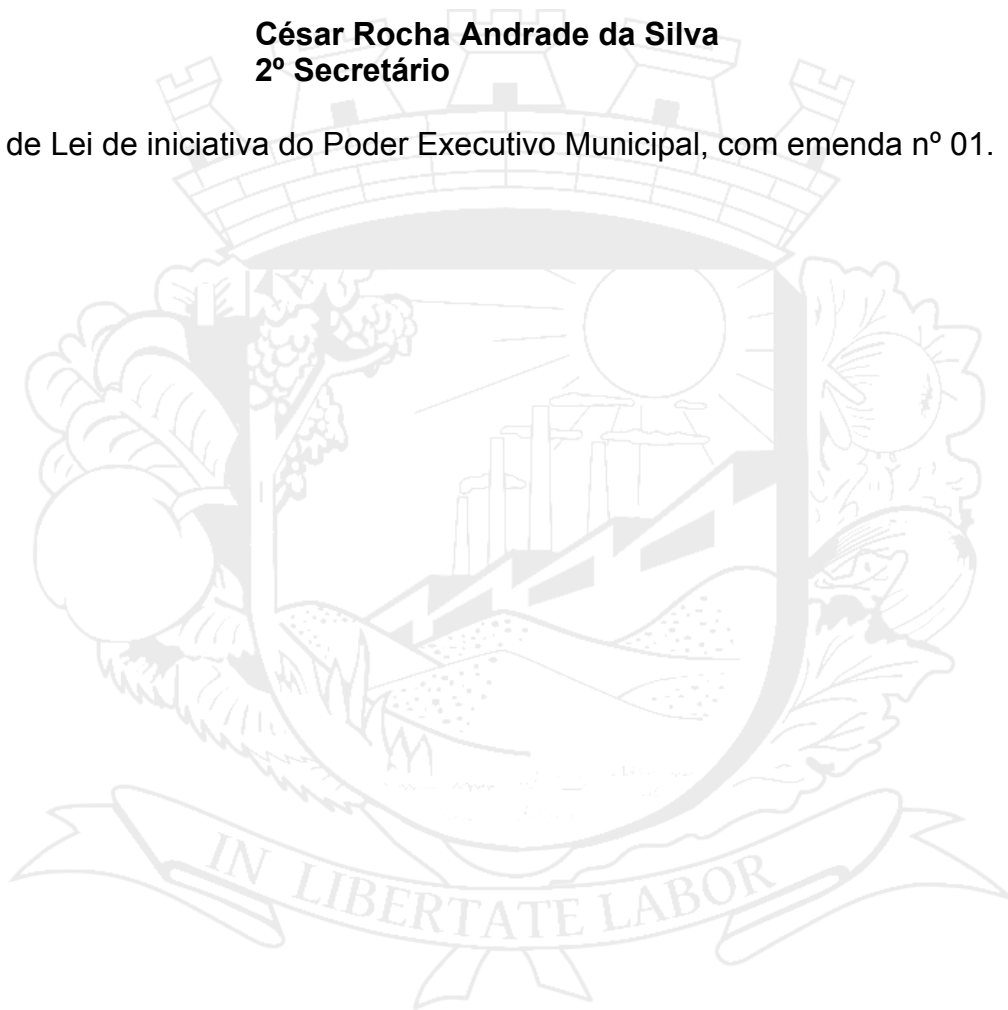 César Rocha Andrade da Silva
2º Secretário
de Lei de iniciativa do Poder Executivo Municipal, com emenda nº 01.
IN LIBERTATE LABOR